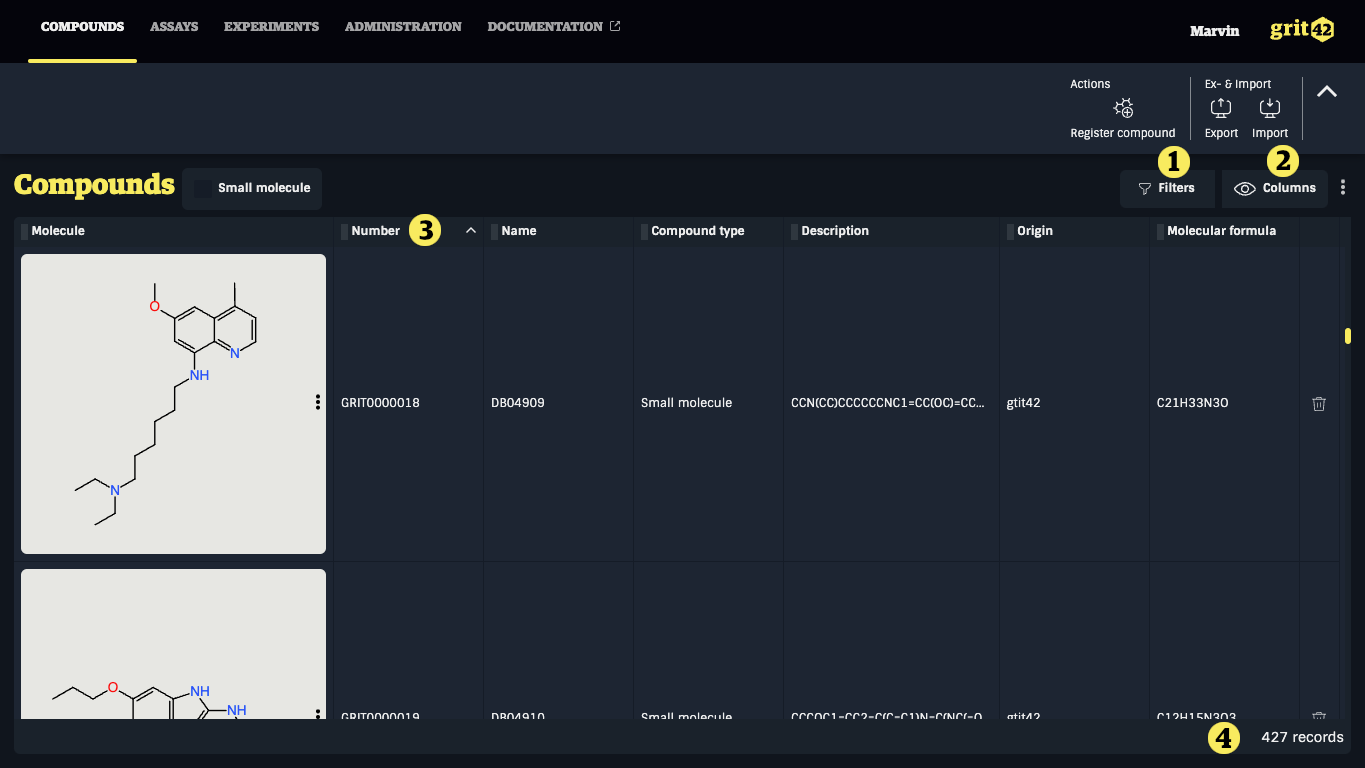 COMPOUNDS ASSAYS EXPERIMENTS ADMINISTRATION DOCUMENTATION Marvin grit42
Actions Ex- & Import
Register compound Export Import
1 2
Compounds Small molecule Filters Columns
Molecule Number 3 Name Compound type Description Origin Molecular formula
O
N
NH
GRIT0000018 DB04909 Small molecule CCN(CC)CCCCCCNC1=CC(OC)=CC... gtit42 C21H33N3O
N
O NH
NH
GRIT0000019 DB04910 Small molecule CCCOC1=CC2=C(C=C1)N=C(NC(=O gtit42 C12H15N3O3
4 427 records